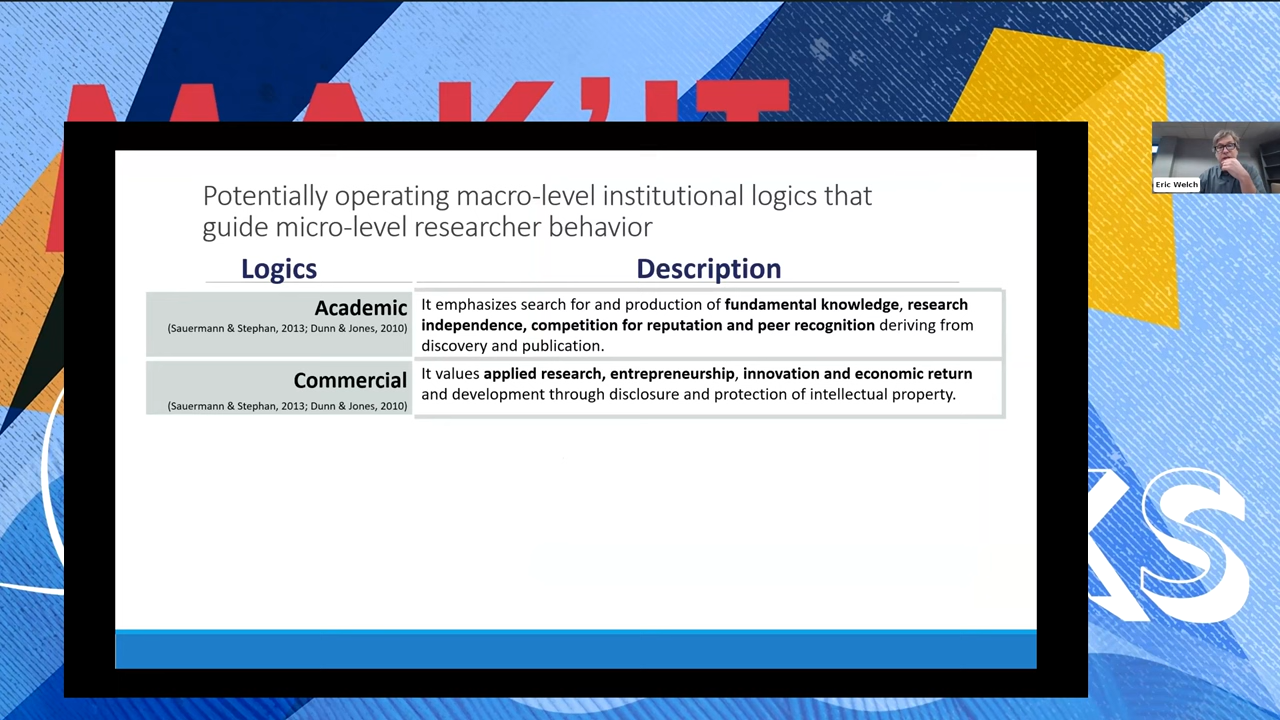 MAK'IT
Eric Welch
Potentially operating macro-level institutional logics that
guide micro-level researcher behavior
Logics
Description
Academic
(Sauermann & Stephan, 2013; Dunn & Jones, 2010)
It emphasizes search for and production of fundamental knowledge, research
independence, competition for reputation and peer recognition deriving from
discovery and publication.
Commercial
(Sauermann & Stephan, 2013; Dunn & Jones, 2010)
It values applied research, entrepreneurship, innovation and economic return
and development through disclosure and protection of intellectual property.